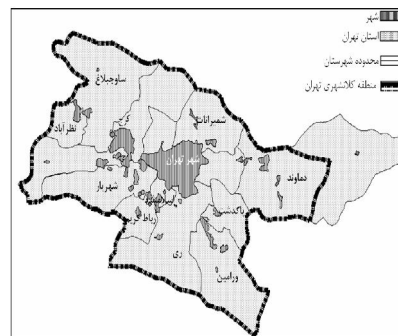 شهر
استان تهران
محدوده شهرستان
منطقه کلانشهری تهران
ساوجبلاغ
کرج
شمیرانات
نظرآباد
شهر تهران
دماوند
شهریار
اسلامشهر
پاکدشت
رباط کریم
ری
ورامین